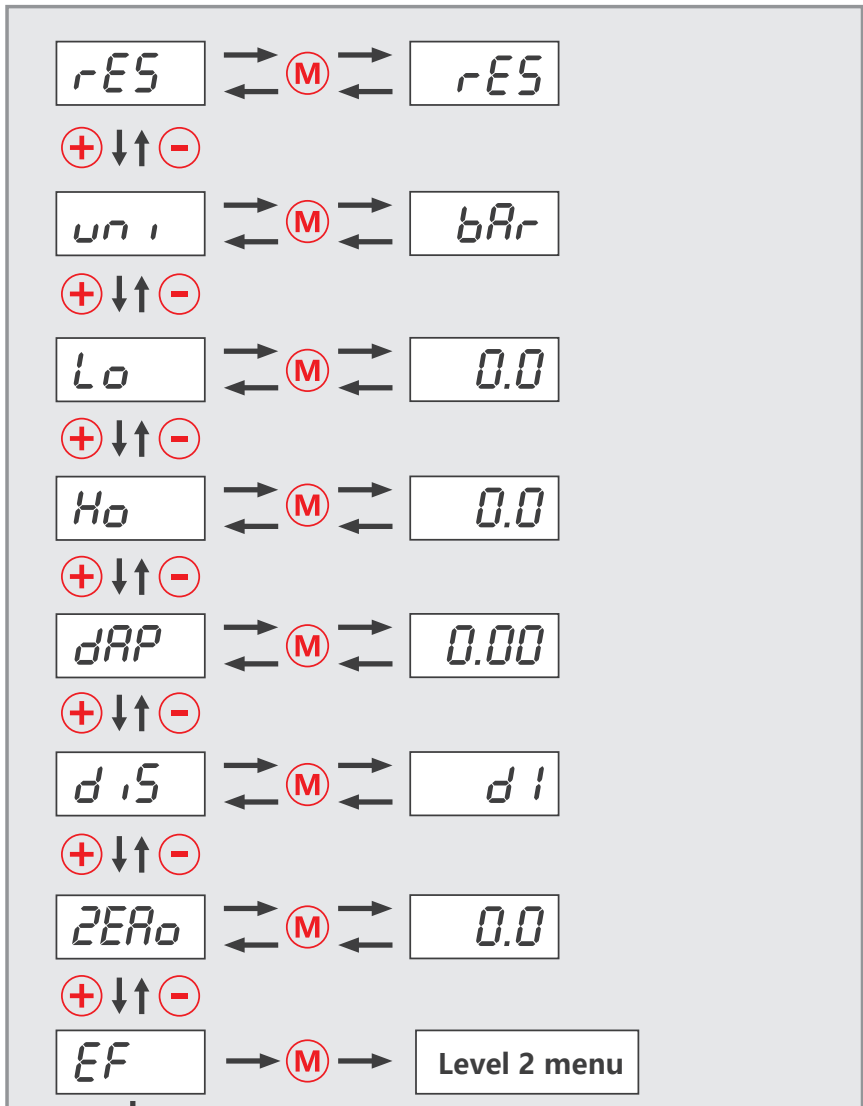 rES M rES
+ -
uni M bAr
+ -
Lo M 0.0
+ -
Ho M 0.0
+ -
dAP M 0.00
+ -
diS M d1
+ -
2EAo M 0.0
+ -
EF M Level 2 menu